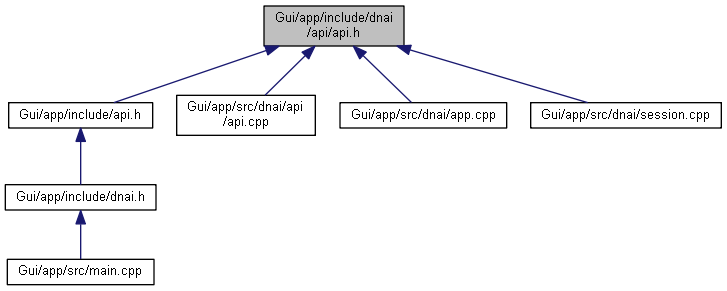 Gui/app/include/dnai
/api/api.h
Gui/app/include/api.h
Gui/app/src/dnai/api
/api.cpp
Gui/app/src/dnai/app.cpp
Gui/app/src/dnai/session.cpp
Gui/app/include/dnai.h
Gui/app/src/main.cpp